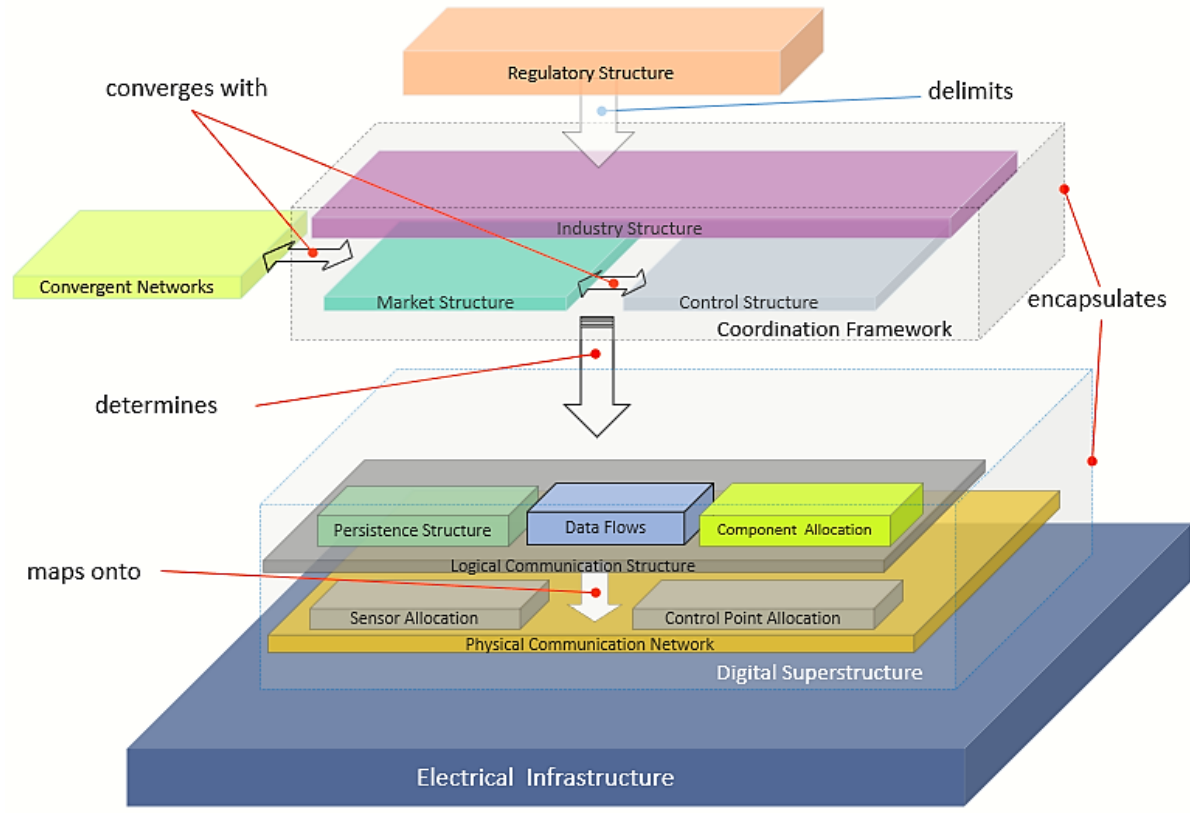 Regulatory Structure
converges with
delimits
Industry Structure
Convergent Networks
Market Structure
Control Structure
encapsulates
Coordination Framework
determines
Persistence Structure
Data Flows
Component Allocation
Logical Communication Structure
maps onto
Sensor Allocation
Control Point Allocation
Physical Communication Network
Digital Superstructure
Electrical Infrastructure